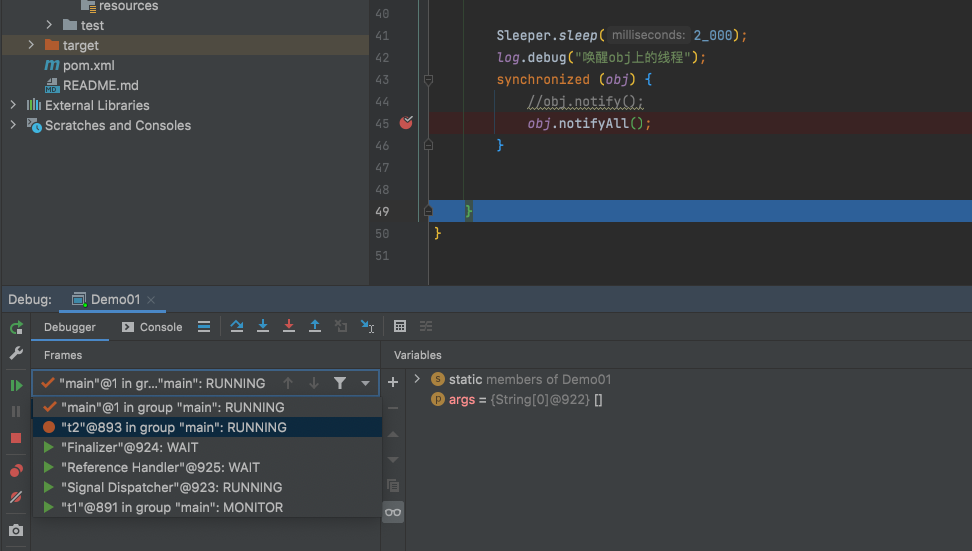 resources
test
target
pom.xml
README.md
External Libraries
Scratches and Consoles
40
41 Sleeper.sleep( milliseconds: 2_000);
42 log.debug("唤醒obj上的线程");
43 synchronized (obj) {
44 //obj.notify();
45 obj.notifyAll();
46 }
47
48
49 }
50 }
51
Debug: Demo01
Debugger Console
Frames Variables
"main"@1 in gr..."main": RUNNING
static members of Demo01
"main"@1 in group "main": RUNNING
args = {String[0]@922} []
"t2"@893 in group "main": RUNNING
"Finalizer"@924: WAIT
"Reference Handler"@925: WAIT
"Signal Dispatcher"@923: RUNNING
"t1"@891 in group "main": MONITOR